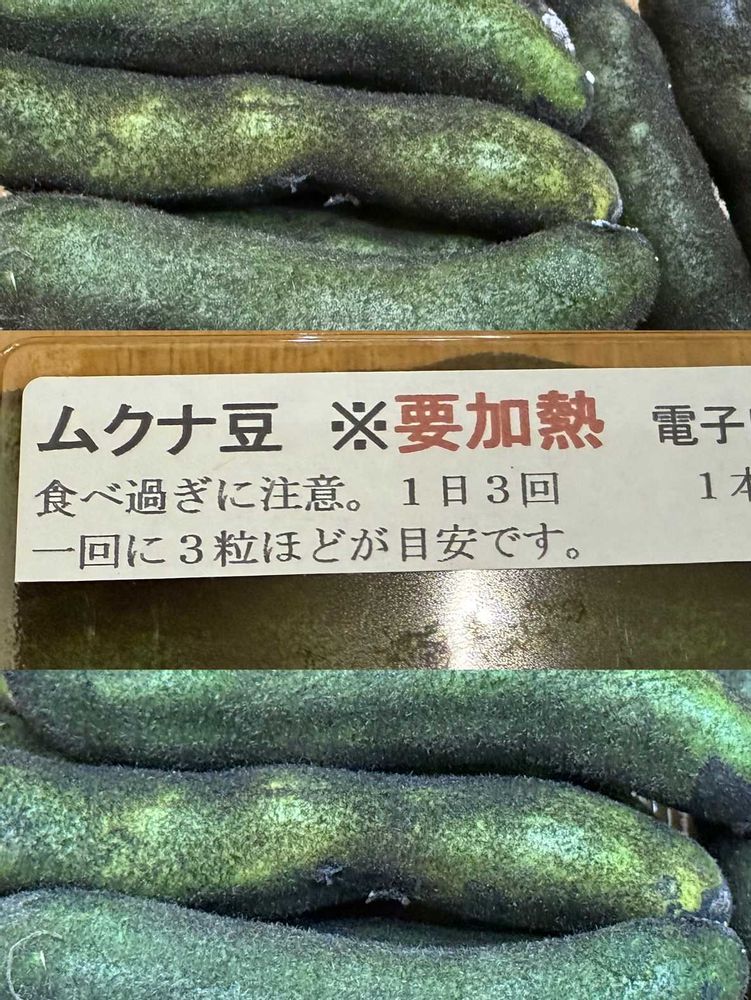 ムクナ豆 ※要加熱 電子
食べ過ぎに注意。1日3回 1本
一回に3粒ほどが目安です。